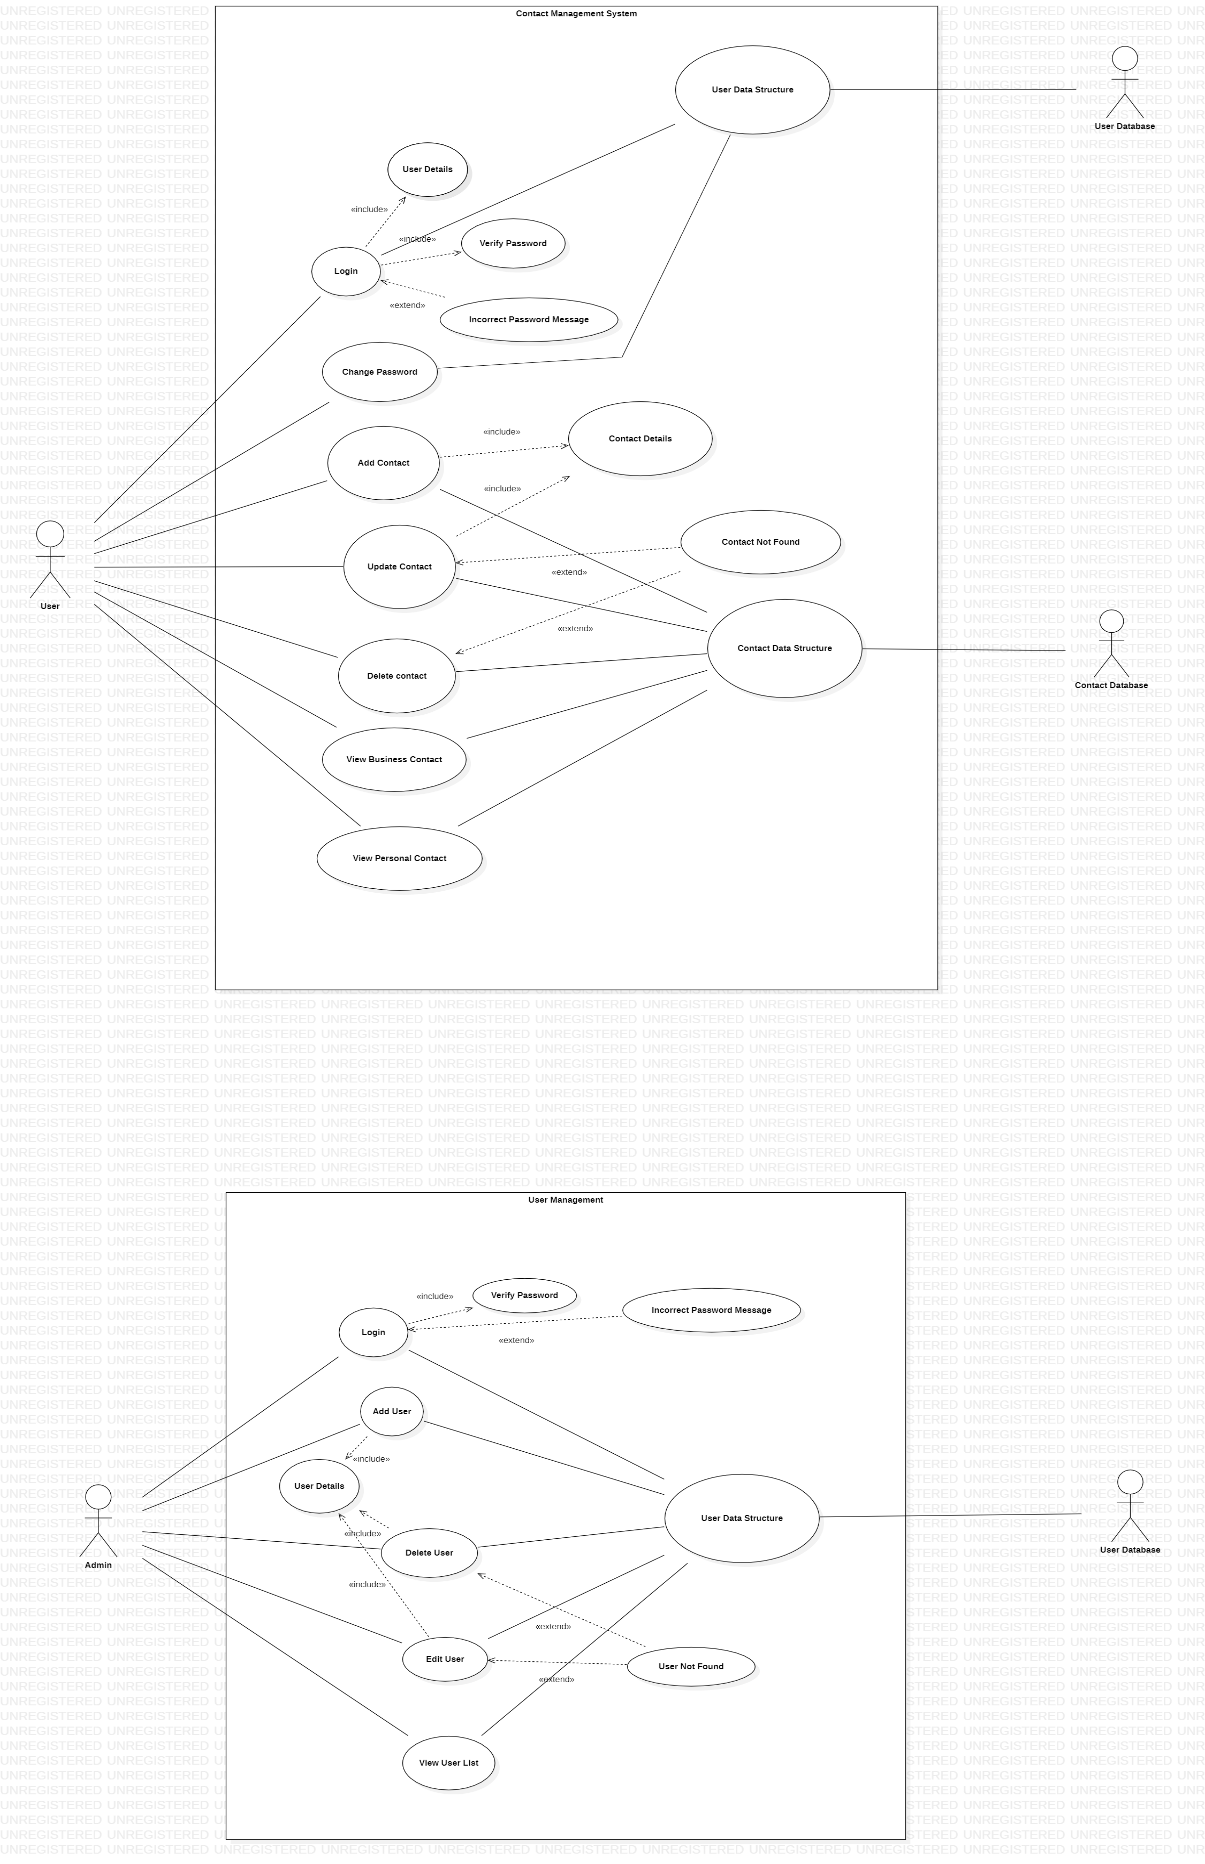 Contact Management System
User Data Structure
User Database
User Details
«include»
«include»
Verify Password
Login
«extend»
Incorrect Password Message
Change Password
«include»
Contact Details
Add Contact
«include»
Contact Not Found
Update Contact
«extend»
User
«extend»
Contact Data Structure
Delete contact
Contact Database
View Business Contact
View Personal Contact
User Management
«include»
Verify Password
Incorrect Password Message
Login
«extend»
Add User
«include»
User Details
User Data Structure
«include»
Delete User
User Database
Admin
«include»
«extend»
Edit User
User Not Found
«extend»
View User List
UNREGISTERED